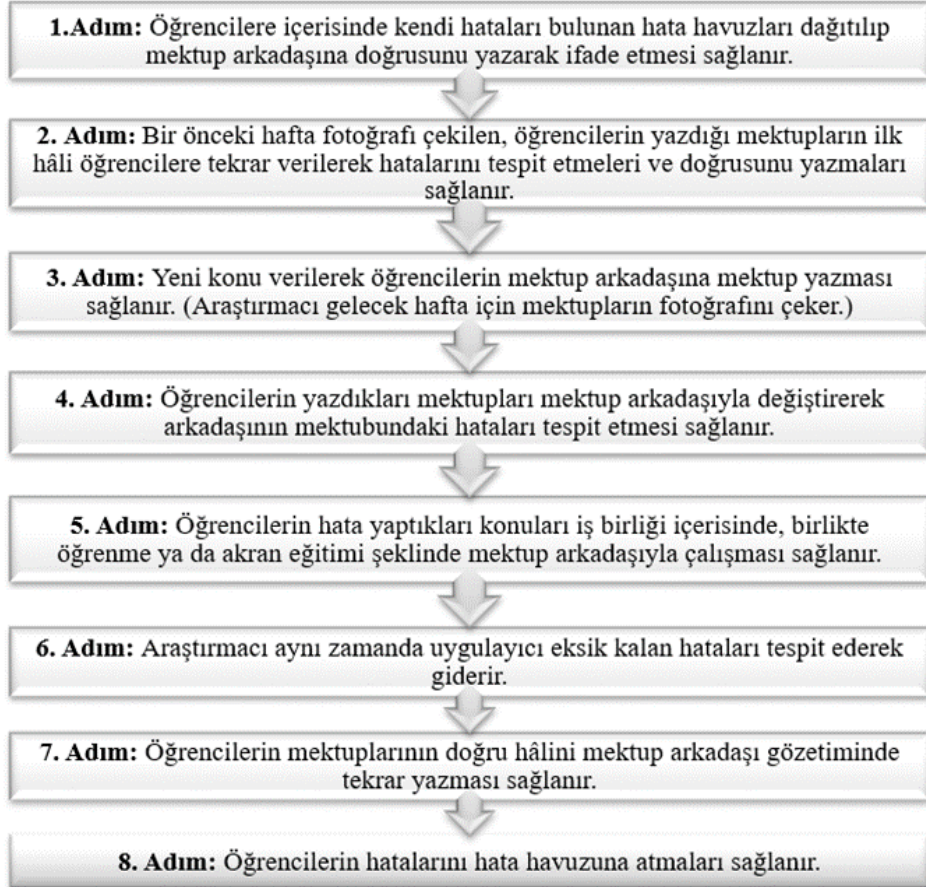 1.Adım: Öğrencilere içerisinde kendi hataları bulunan hata havuzları dağıtılıp
mektup arkadaşına doğrusunu yazarak ifade etmesi sağlanır.
2. Adım: Bir önceki hafta fotoğrafı çekilen, öğrencilerin yazdığı mektupların ilk
hâli öğrencilere tekrar verilerek hatalarını tespit etmeleri ve doğrusunu yazmaları
sağlanır.
3. Adım: Yeni konu verilerek öğrencilerin mektup arkadaşına mektup yazması
sağlanır. (Araştırmacı gelecek hafta için mektupların fotoğrafını çeker.)
4. Adım: Öğrencilerin yazdıkları mektupları mektup arkadaşıyla değiştirerek
arkadaşının mektubundaki hataları tespit etmesi sağlanır.
5. Adım: Öğrencilerin hata yaptıkları konuları iş birliği içerisinde, birlikte
öğrenme ya da akran eğitimi şeklinde mektup arkadaşıyla çalışması sağlanır.
6. Adım: Araştırmacı aynı zamanda uygulayıcı eksik kalan hataları tespit ederek
giderir.
7. Adım: Öğrencilerin mektuplarının doğru hâlini mektup arkadaşı gözetiminde
tekrar yazması sağlanır.
8. Adım: Öğrencilerin hatalarını hata havuzuna atmaları sağlanır.